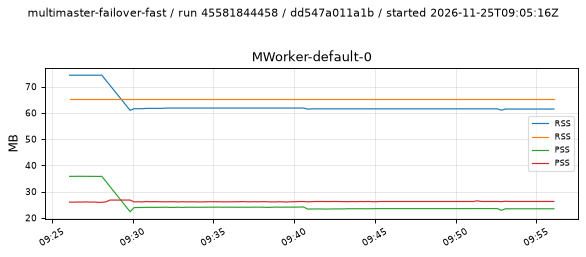 multimaster-failover-fast / run 45581844458 / dd547a011a1b / started 2026-11-25T09:05:16Z
MWorker-default-0
MB
70
60
50
40
30
20
RSS
RSS
PSS
PSS
09:25
09:30
09:35
09:40
09:45
09:50
09:55